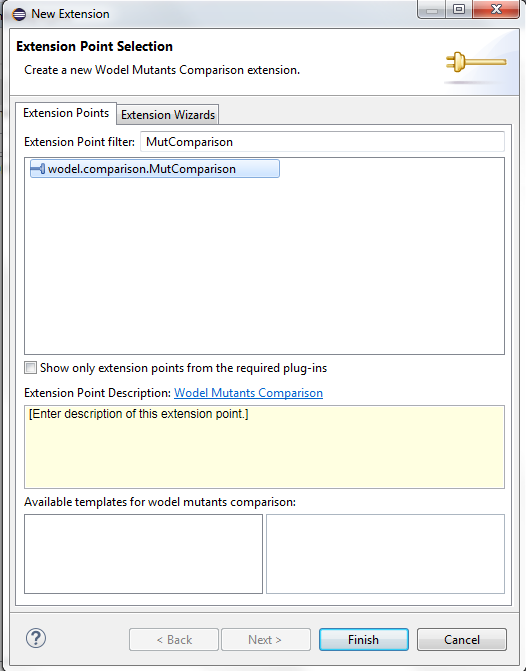 New Extension
Extension Point Selection
Create a new Wodel Mutants Comparison extension.
Extension Points
Extension Wizards
Extension Point filter: MutComparison
wodel.comparison.MutComparison
Show only extension points from the required plug-ins
Extension Point Description: Wodel Mutants Comparison
[Enter description of this extension point.]
Available templates for wodel mutants comparison:
? < Back Next > Finish Cancel